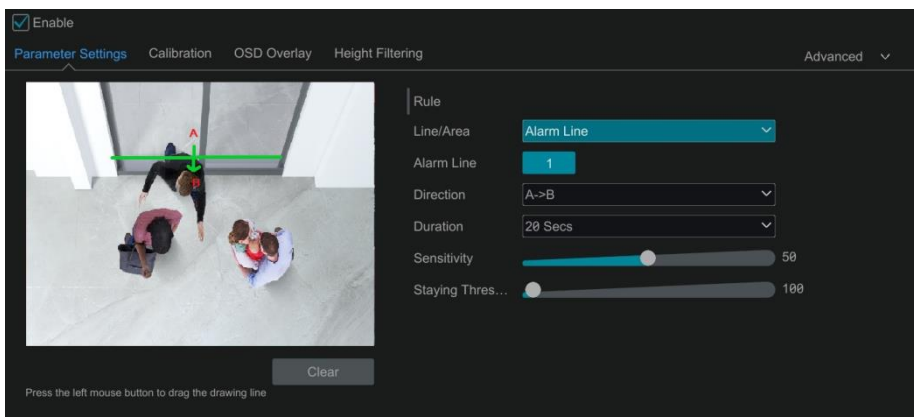 Enable
Parameter Settings Calibration OSD Overlay Height Filtering Advanced
Rule
Line/Area Alarm Line
Alarm Line 1
Direction A->B
Duration 20 Secs
Sensitivity 50
Staying Thres... 100
A
B
Clear
Press the left mouse button to drag the drawing line